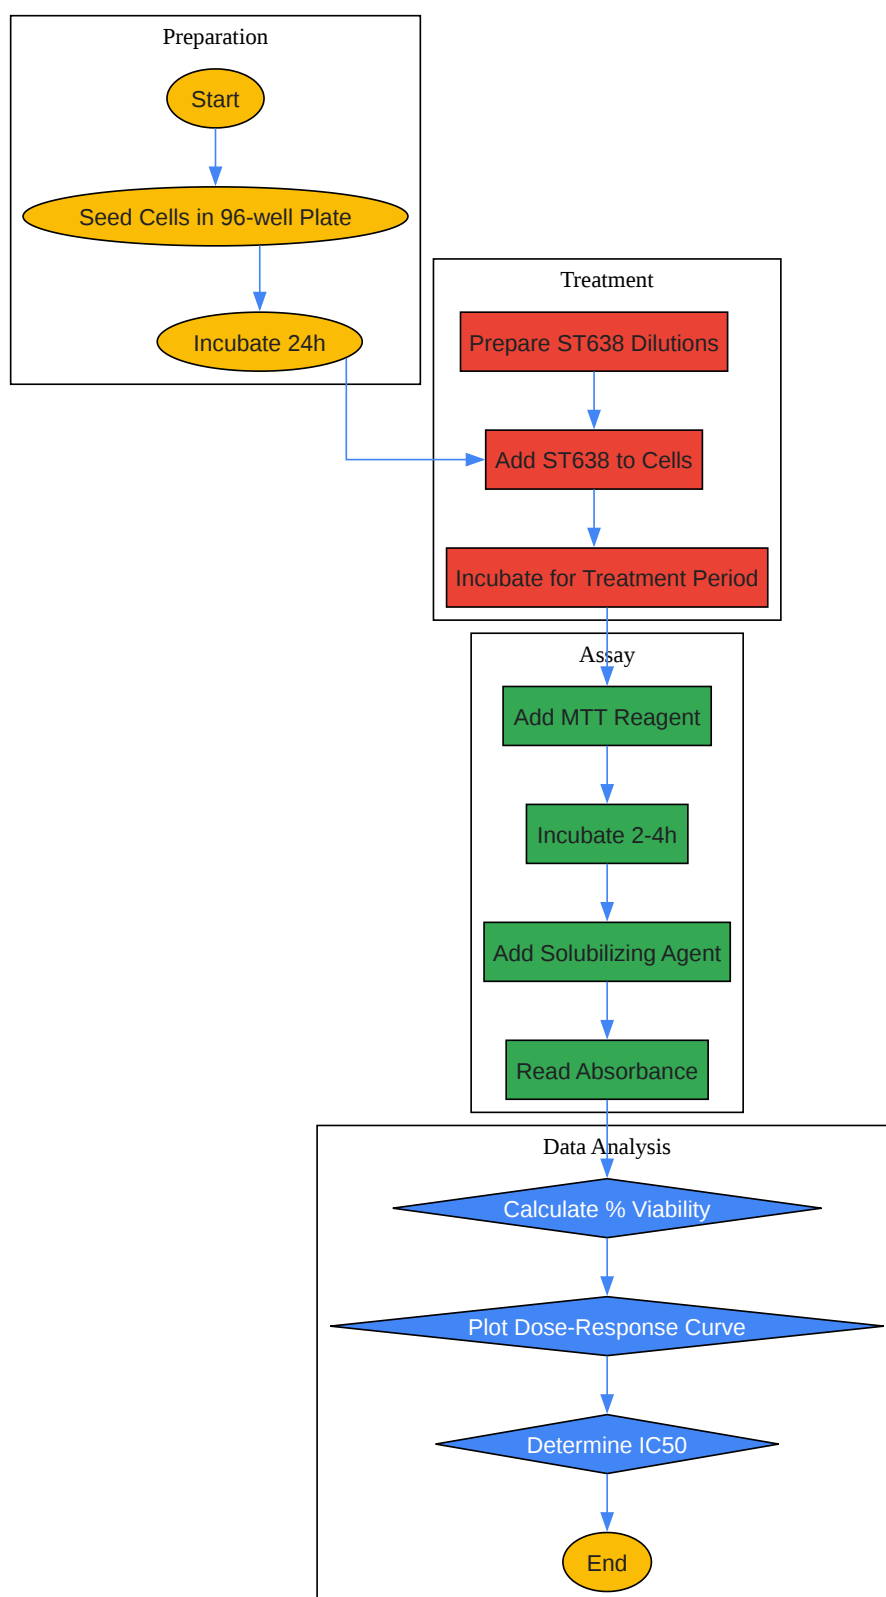 Preparation
Start
Seed Cells in 96-well Plate
Incubate 24h
Treatment
Prepare ST638 Dilutions
Add ST638 to Cells
Incubate for Treatment Period
Assay
Add MTT Reagent
Incubate 2-4h
Add Solubilizing Agent
Read Absorbance
Data Analysis
Calculate % Viability
Plot Dose-Response Curve
Determine IC50
End